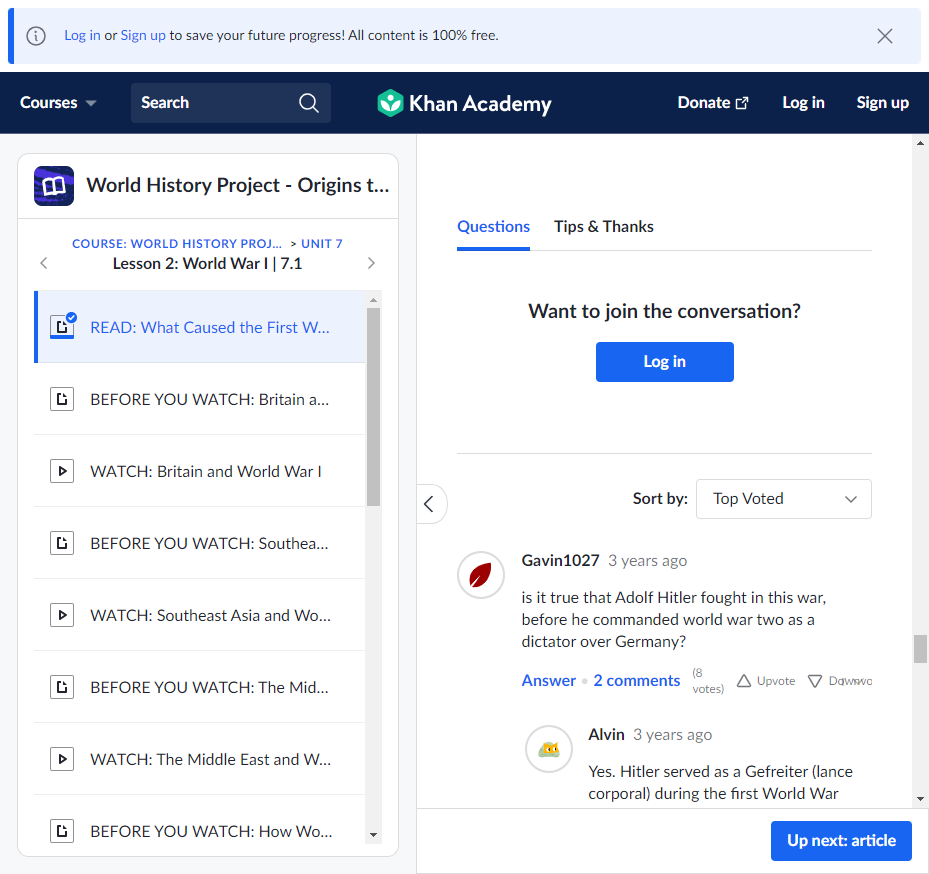 Log in or Sign up to save your future progress! All content is 100% free.
Courses
Search
Khan Academy
Donate
Log in
Sign up
World History Project - Origins t...
COURSE: WORLD HISTORY PROJ... > UNIT 7
Lesson 2: World War I | 7.1
READ: What Caused the First W...
BEFORE YOU WATCH: Britain a...
WATCH: Britain and World War I
BEFORE YOU WATCH: Southea...
WATCH: Southeast Asia and Wo...
BEFORE YOU WATCH: The Mid...
WATCH: The Middle East and W...
BEFORE YOU WATCH: How Wo...
Questions
Tips & Thanks
Want to join the conversation?
Log in
Sort by:
Top Voted
Gavin1027 3 years ago
is it true that Adolf Hitler fought in this war,
before he commanded world war two as a
dictator over Germany?
Answer • 2 comments
(8
votes)
Upvote
Alvin 3 years ago
Yes. Hitler served as a Gefreiter (lance
corporal) during the first World War
Up next: article